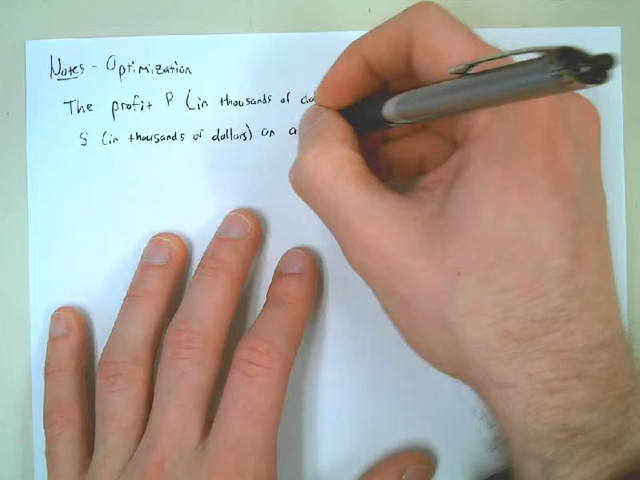 Notes - Optimization
The profit P (in thousands of
S (in thousands of dollars) on a